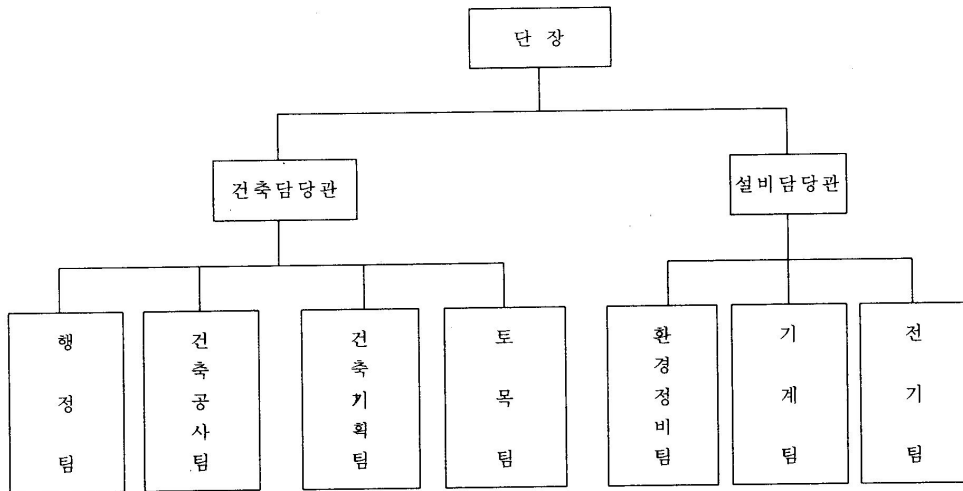 단 장
건축담당관
설비담당관
행정팀
건축공사팀
건축기획팀
토목팀
환경정비팀
기계팀
전기팀